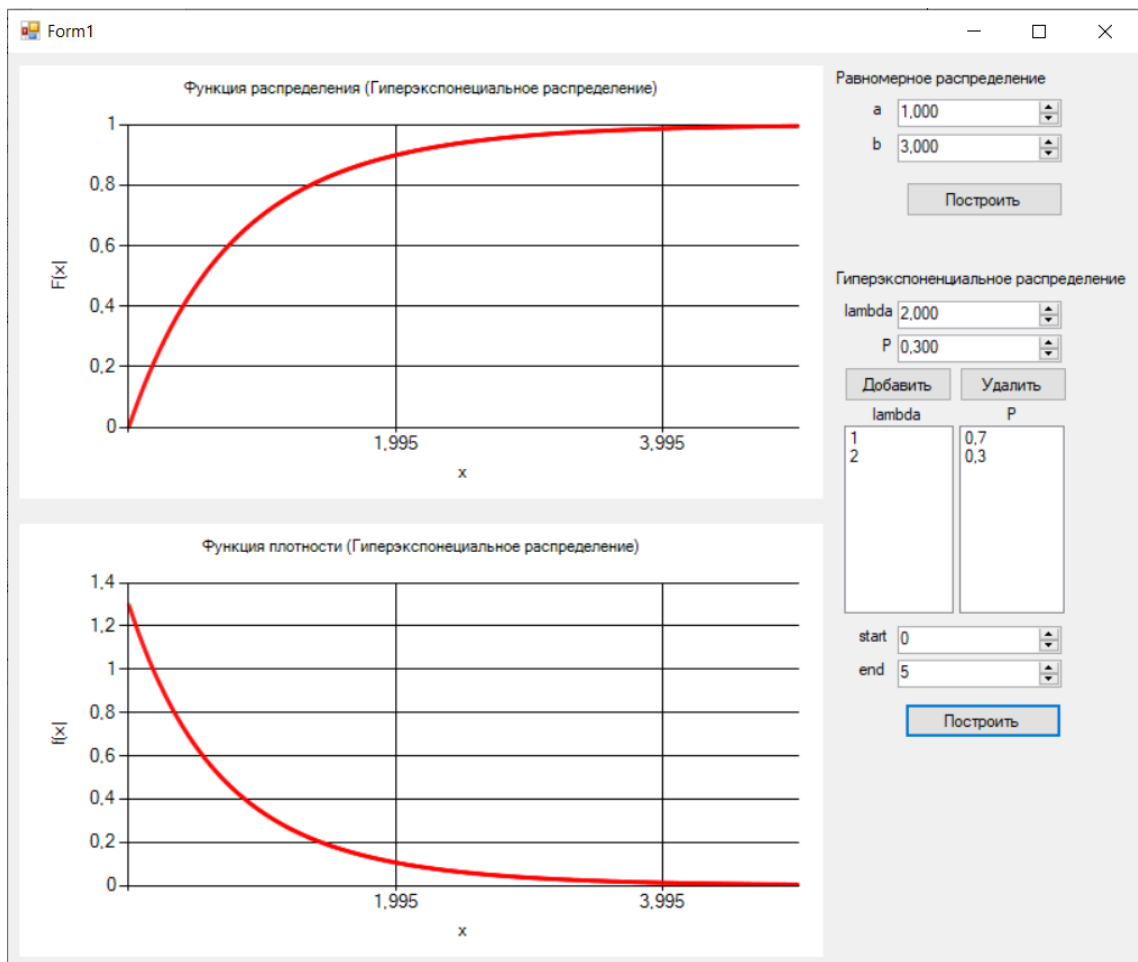 Form1
Функция распределения (Гиперэкспонециальное распределение)
1
0,8
0,6
0,4
0,2
0
F(x|
1,995
3,995
x
Функция плотности (Гиперэкспонециальное распределение)
1,4
1,2
1
0,8
0,6
0,4
0,2
0
f(x|
1,995
3,995
x
Равномерное распределение
a 1,000
b 3,000
Построить
Гиперэкспоненциальное распределение
lambda 2,000
P 0,300
Добавить Удалить
lambda P
1 0,7
2 0,3
start 0
end 5
Построить